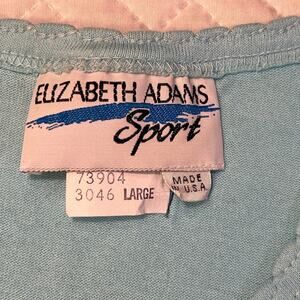 ELIZABETH ADAMS
Sport
73904
3046 LARGE
MADE
IN U.S.A.